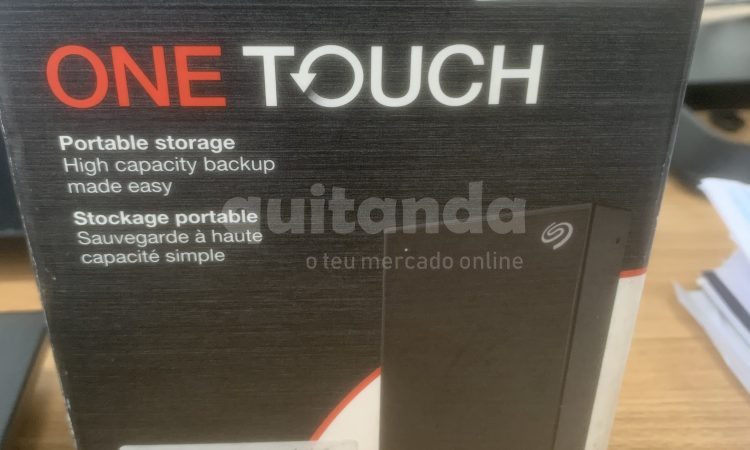 ONE TOUCH
Portable storage
High capacity backup
made easy
Stockage portable
Sauvegarde à haute
capacité simple
quitanda
o teu mercado online